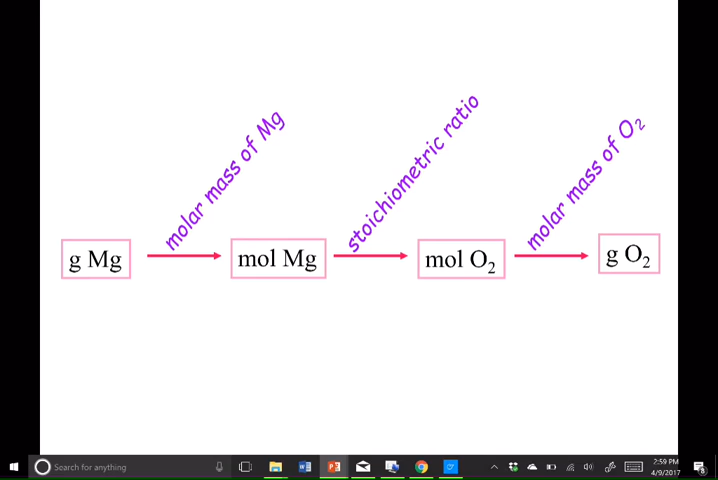 molar mass of Mg
stoichiometric ratio
molar mass of O₂
g Mg
mol Mg
mol O₂
g O₂
Search for anything
2:59 PM
4/9/2017